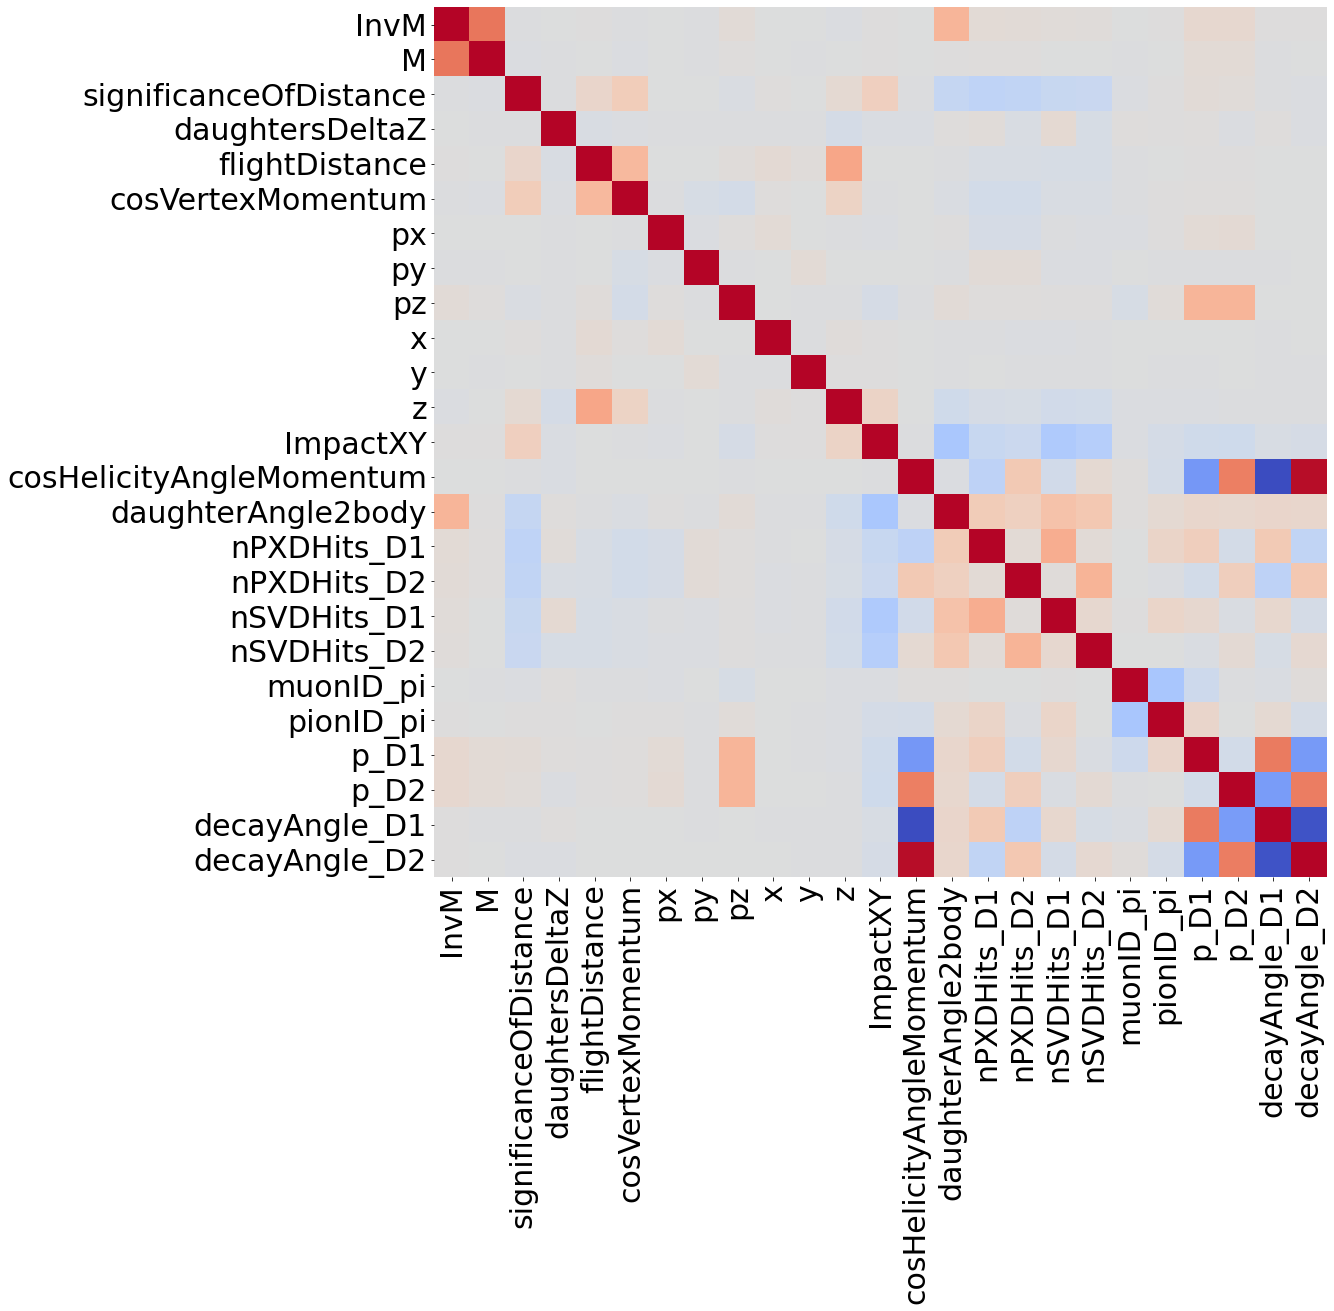 InvM
M
significanceOfDistance
daughtersDeltaZ
flightDistance
cosVertexMomentum
px
py
pz
x
y
z
ImpactXY
cosHelicityAngleMomentum
daughterAngle2body
nPXDHits_D1
nPXDHits_D2
nSVDHits_D1
nSVDHits_D2
muonID_pi
pionID_pi
p_D1
p_D2
decayAngle_D1
decayAngle_D2
InvM
M
significanceOfDistance
daughtersDeltaZ
flightDistance
cosVertexMomentum
px
py
pz
x
y
z
ImpactXY
cosHelicityAngleMomentum
daughterAngle2body
nPXDHits_D1
nPXDHits_D2
nSVDHits_D1
nSVDHits_D2
muonID_pi
pionID_pi
p_D1
p_D2
decayAngle_D1
decayAngle_D2